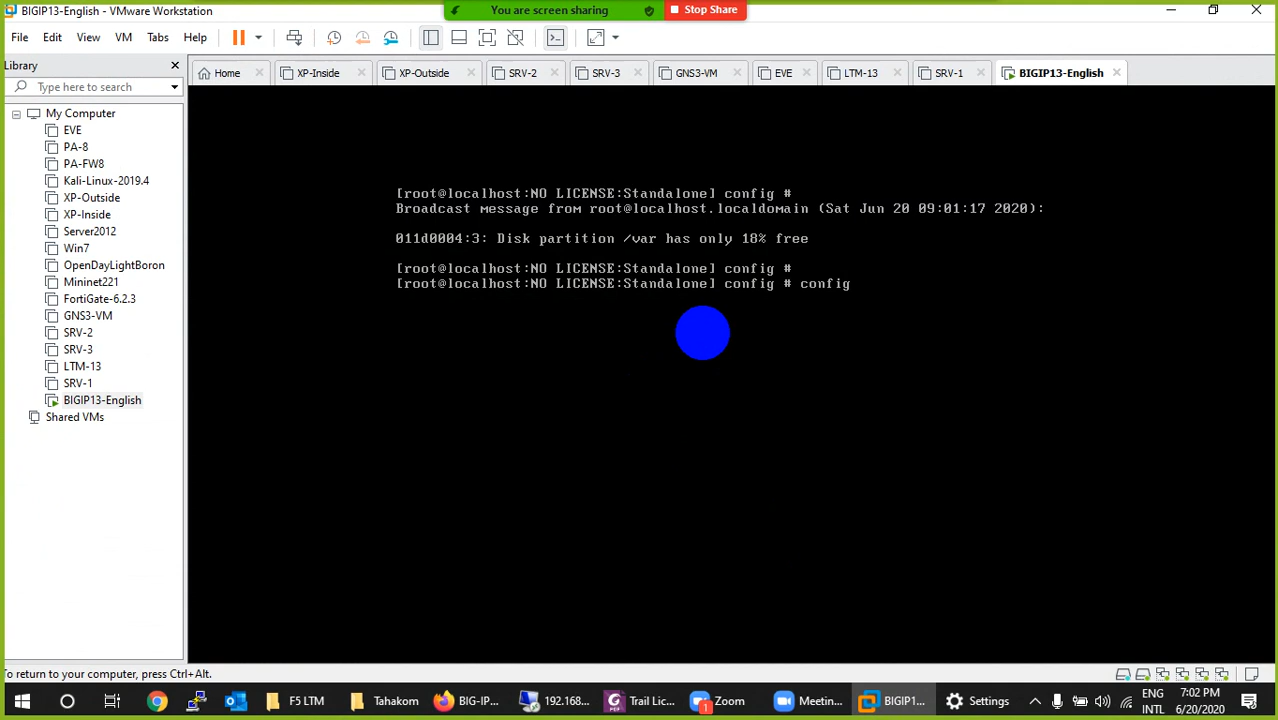 BIGIP13-English - VMware Workstation
You are screen sharing
Stop Share
File Edit View VM Tabs Help
Library
Type here to search
My Computer
EVE
PA-8
PA-FW8
Kali-Linux-2019.4
XP-Outside
XP-Inside
Server2012
Win7
OpenDayLightBoron
Mininet221
FortiGate-6.2.3
GNS3-VM
SRV-2
SRV-3
LTM-13
SRV-1
BIGIP13-English
Shared VMs
Home XP-Inside XP-Outside SRV-2 SRV-3 GNS3-VM EVE LTM-13 SRV-1 BIGIP13-English
[root@localhost:NO LICENSE:Standalone] config #
Broadcast message from root@localhost.localdomain (Sat Jun 20 09:01:17 2020):
011d0004:3: Disk partition /var has only 18% free
[root@localhost:NO LICENSE:Standalone] config #
[root@localhost:NO LICENSE:Standalone] config # config
To return to your computer, press Ctrl+Alt.
F5 LTM Tahakom BIG-IP... 192.168... Trail Lic... Zoom 1 Meetin... BIGIP1... Settings
ENG
INTL
7:02 PM
6/20/2020